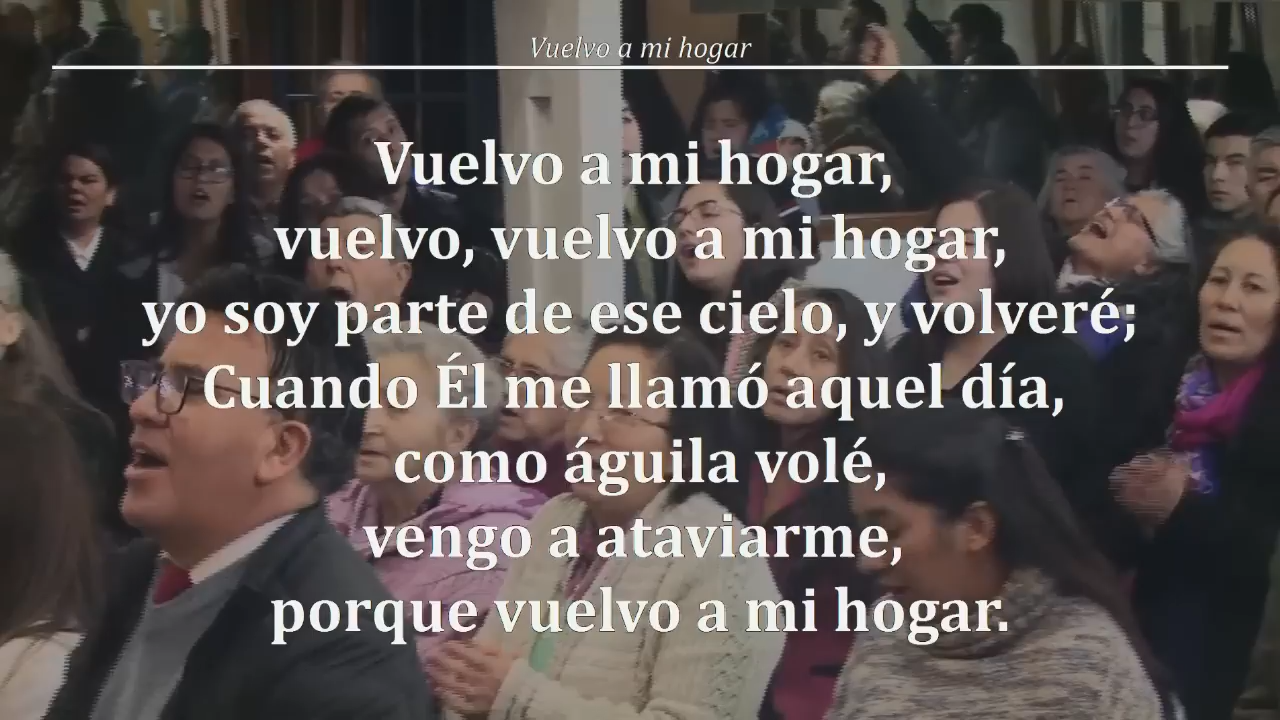 Vuelvo a mi hogar
Vuelvo a mi hogar,
vuelvo, vuelvo a mi hogar,
yo soy parte de ese cielo, y volveré;
Cuando Él me llamó aquel día,
como águila volé,
vengo a ataviarme,
porque vuelvo a mi hogar.